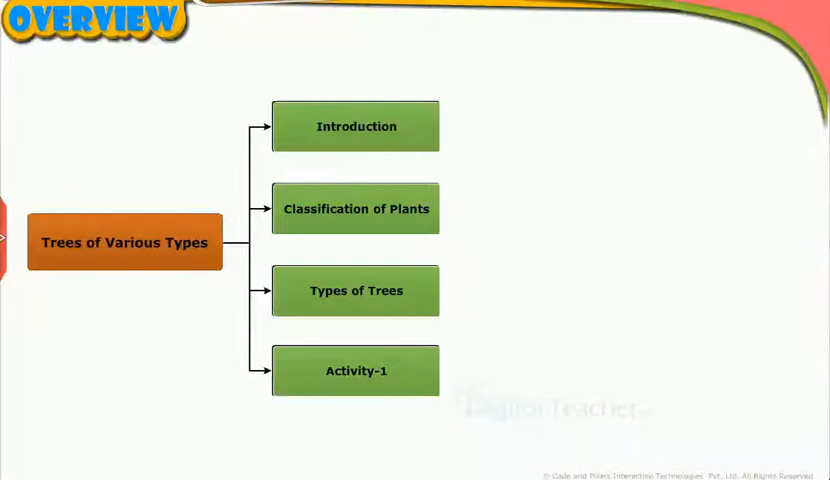 OVERVIEW
Introduction
Classification of Plants
Trees of Various Types
Types of Trees
Activity-1
Digital Teacher
© Code and Pixels Interactive Technologies. Pvt. Ltd. All Rights Reserved